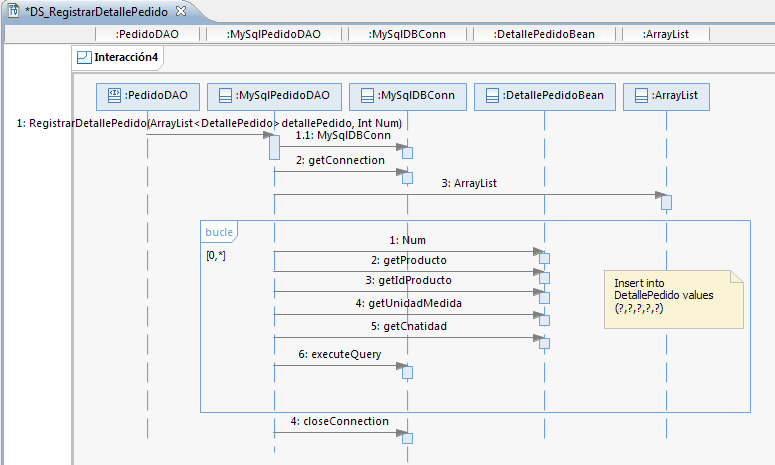 *DS_RegistrarDetallePedido
:PedidoDAO :MySqlPedidoDAO :MySqlDBConn :DetallePedidoBean :ArrayList
Interacción4
:PedidoDAO :MySqlPedidoDAO :MySqlDBConn :DetallePedidoBean :ArrayList
1: RegistrarDetallePedido(ArrayList<DetallePedido> detallePedido, Int Num)
1.1: MySqlDBConn
2: getConnection
3: ArrayList
bucle
[0,*]
1: Num
2: getProducto
3: getIdProducto
4: getUnidadMedida
5: getCnatidad
6: executeQuery
Insert into
DetallePedido values
(?,?,?,?,?)
4: closeConnection